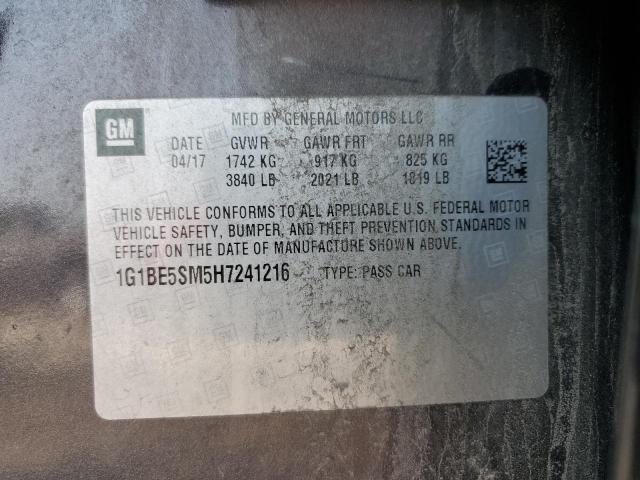 GM
MFD BY GENERAL MOTORS LLC
DATE GVWR GAWR FRT GAWR RR
04/17 1742 KG 917 KG 825 KG
3840 LB 2021 LB 1819 LB
THIS VEHICLE CONFORMS TO ALL APPLICABLE U.S. FEDERAL MOTOR
VEHICLE SAFETY, BUMPER, AND THEFT PREVENTION STANDARDS IN
EFFECT ON THE DATE OF MANUFACTURE SHOWN ABOVE.
1G1BE5SM5H7241216 TYPE: PASS CAR